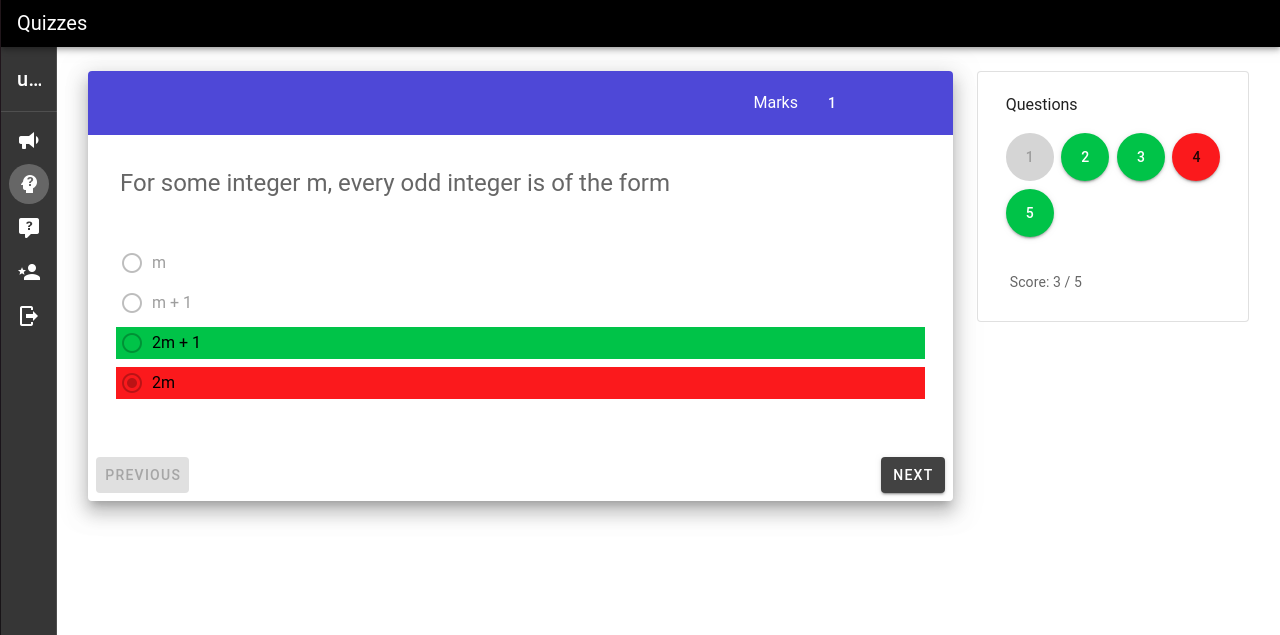 Quizzes
u...
Marks 1
For some integer m, every odd integer is of the form
m
m + 1
2m + 1
2m
PREVIOUS
NEXT
Questions
1 2 3 4
5
Score: 3 / 5